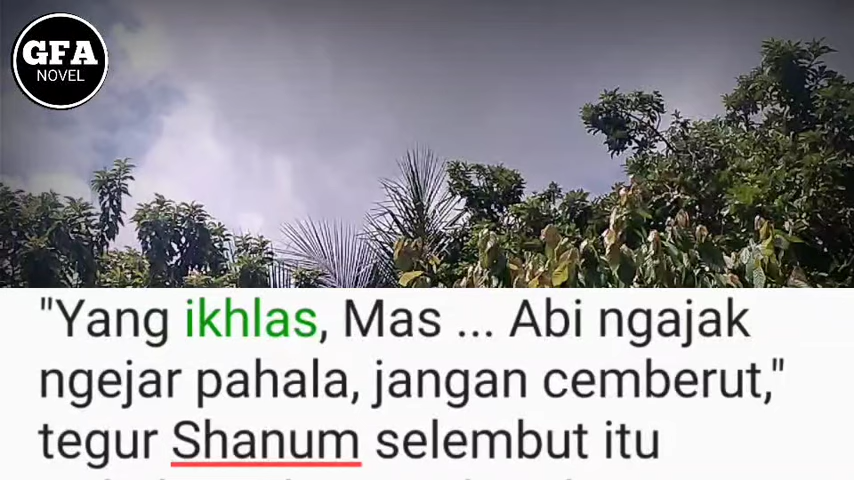 GFA
NOVEL
"Yang ikhlas, Mas ... Abi ngajak
ngejar pahala, jangan cemberut,"
tegur Shanum selembut itu